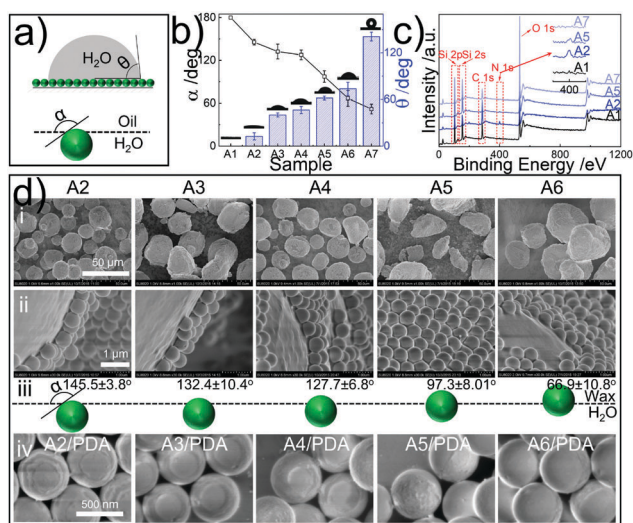 a)
H₂O
θ
α
Oil
H₂O
b)
180
120
60
0
α /deg
150
120
90
60
30
0
θ /deg
A1 A2 A3 A4 A5 A6 A7
Sample
c)
Intensity /a.u.
Si 2p
Si 2s
C 1s
N 1s
O 1s
A7
A5
A2
A1
400
A7
A5
A2
A1
0 400 800 1200
Binding Energy /eV
d)
A2 A3 A4 A5 A6
i
50 μm
ii
1 μm
iii
α
145.5±3.8° 132.4±10.4° 127.7±6.8° 97.3±8.01° 66.9±10.8°
Wax
H₂O
iv
A2/PDA A3/PDA A4/PDA A5/PDA A6/PDA
500 nm